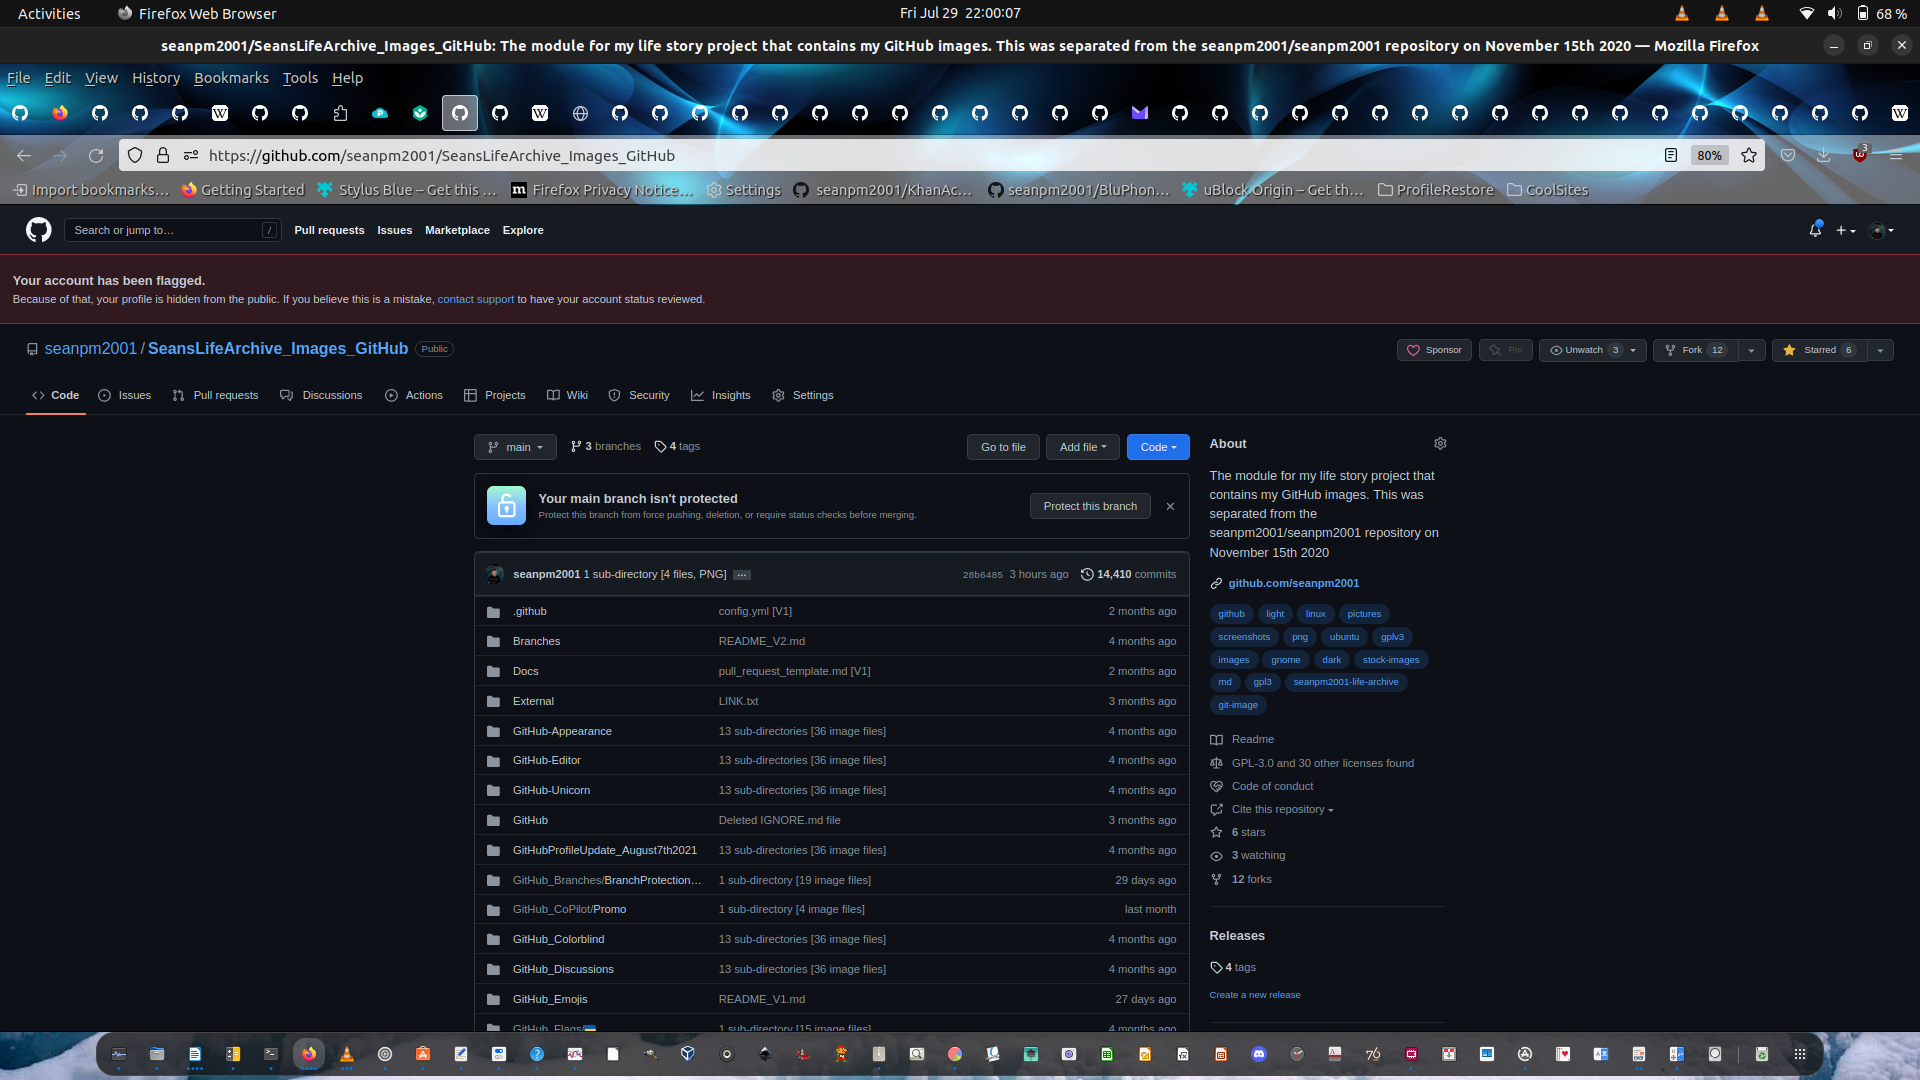 Activities Firefox Web Browser Fri Jul 29 22:00:07 68 %
seanpm2001/SeansLifeArchive_Images_GitHub: The module for my life story project that contains my GitHub images. This was separated from the seanpm2001/seanpm2001 repository on November 15th 2020 — Mozilla Firefox
File Edit View History Bookmarks Tools Help
https://github.com/seanpm2001/SeansLifeArchive_Images_GitHub 80% 3
Import bookmarks… Getting Started Stylus Blue – Get this … Firefox Privacy Notice… Settings seanpm2001/KhanAc… seanpm2001/BluPhon… uBlock Origin – Get th… ProfileRestore CoolSites
Search or jump to… / Pull requests Issues Marketplace Explore
Your account has been flagged.
Because of that, your profile is hidden from the public. If you believe this is a mistake, contact support to have your account status reviewed.
seanpm2001 / SeansLifeArchive_Images_GitHub Public Sponsor Pin Unwatch 3 Fork 12 Starred 6
Code Issues Pull requests Discussions Actions Projects Wiki Security Insights Settings
main 3 branches 4 tags Go to file Add file Code
Your main branch isn't protected
Protect this branch from force pushing, deletion, or require status checks before merging.
Protect this branch
seanpm2001 1 sub-directory [4 files, PNG] … 28b6485 3 hours ago 14,410 commits
.github config.yml [V1] 2 months ago
Branches README_V2.md 4 months ago
Docs pull_request_template.md [V1] 2 months ago
External LINK.txt 3 months ago
GitHub-Appearance 13 sub-directories [36 image files] 4 months ago
GitHub-Editor 13 sub-directories [36 image files] 4 months ago
GitHub-Unicorn 13 sub-directories [36 image files] 4 months ago
GitHub Deleted IGNORE.md file 3 months ago
GitHubProfileUpdate_August7th2021 13 sub-directories [36 image files] 4 months ago
GitHub_Branches/BranchProtection… 1 sub-directory [19 image files] 29 days ago
GitHub_CoPilot/Promo 1 sub-directory [4 image files] last month
GitHub_Colorblind 13 sub-directories [36 image files] 4 months ago
GitHub_Discussions 13 sub-directories [36 image files] 4 months ago
GitHub_Emojis README_V1.md 27 days ago
GitHub_Flags/ 1 sub-directory [15 image files] 4 months ago
About
The module for my life story project that
contains my GitHub images. This was
separated from the
seanpm2001/seanpm2001 repository on
November 15th 2020
github.com/seanpm2001
github light linux pictures
screenshots png ubuntu gplv3
images gnome dark stock-images
md gpl3 seanpm2001-life-archive
git-image
Readme
GPL-3.0 and 30 other licenses found
Code of conduct
Cite this repository
6 stars
3 watching
12 forks
Releases
4 tags
Create a new release